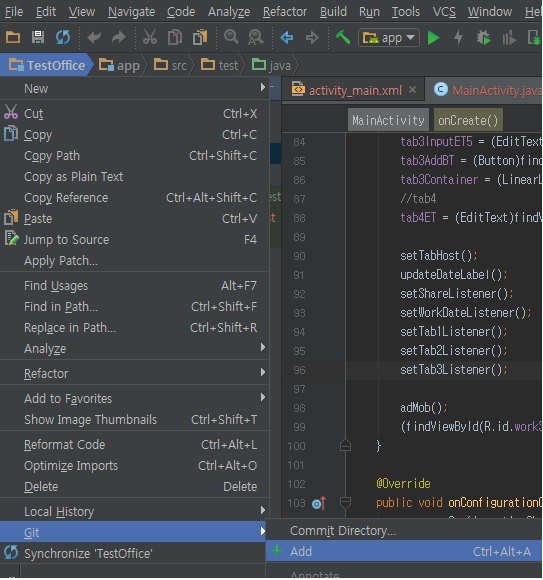 File Edit View Navigate Code Analyze Refactor Build Run Tools VCS Window
app
TestOffice app src test java
New
Cut Ctrl+X
Copy Ctrl+C
Copy Path Ctrl+Shift+C
Copy as Plain Text
Copy Reference Ctrl+Alt+Shift+C
Paste Ctrl+V
Jump to Source F4
Apply Patch...
Find Usages Alt+F7
Find in Path... Ctrl+Shift+F
Replace in Path... Ctrl+Shift+R
Analyze
Refactor
Add to Favorites
Show Image Thumbnails Ctrl+Shift+T
Reformat Code Ctrl+Alt+L
Optimize Imports Ctrl+Alt+O
Delete Delete
Local History
Git
Synchronize 'TestOffice'
Commit Directory...
Add Ctrl+Alt+A
Annotate
activity_main.xml MainActivity.java
MainActivity onCreate()
84 tab3InputET5 = (EditText
85 tab3AddBT = (Button)find
86 tab3Container = (LinearL
87 //tab4
88 tab4ET = (EditText)findV
89
90 setTabHost();
91 updateDateLabel();
92 setShareListener();
93 setWorkDateListener();
94 setTab1Listener();
95 setTab2Listener();
96 setTab3Listener();
97
98 adMob();
99 (findViewById(R.id.workS
100 }
101
102 @Override
103 public void onConfigurationC